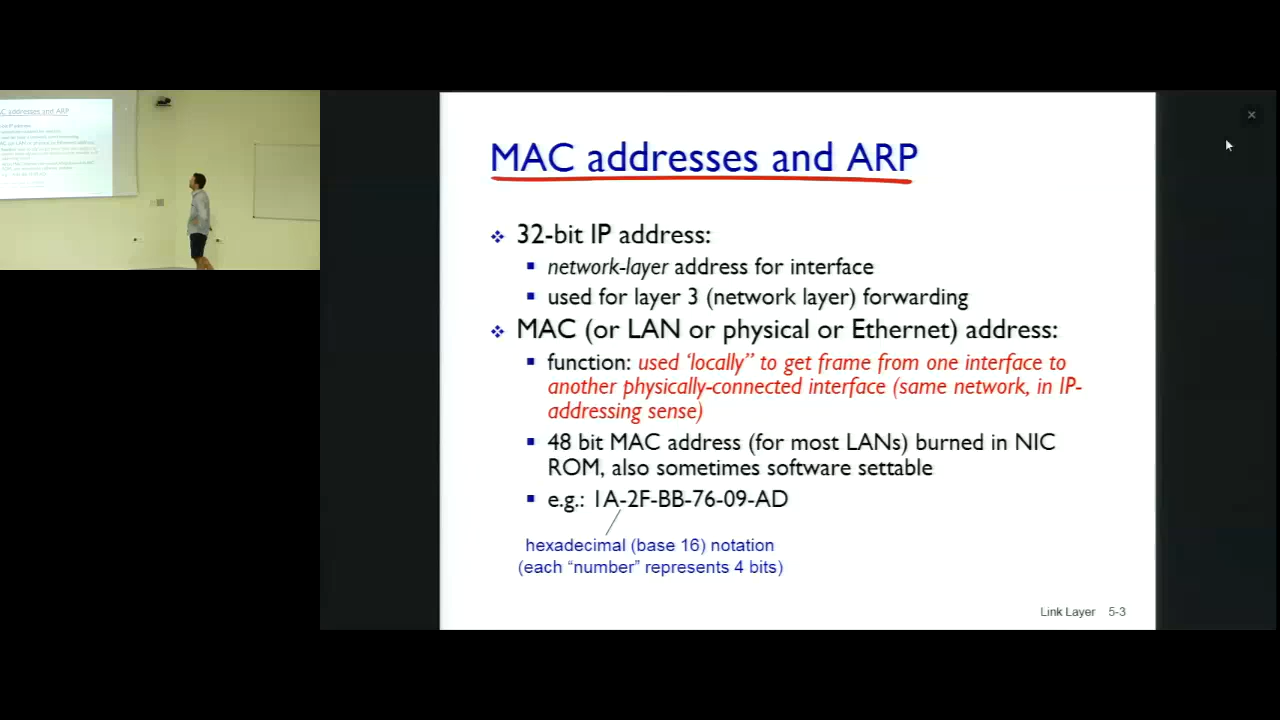 MAC addresses and ARP
32-bit IP address:
network-layer address for interface
used for layer 3 (network layer) forwarding
MAC (or LAN or physical or Ethernet) address:
function: used ‘locally” to get frame from one interface to
another physically-connected interface (same network, in IP-
addressing sense)
48 bit MAC address (for most LANs) burned in NIC
ROM, also sometimes software settable
e.g.: 1A-2F-BB-76-09-AD
hexadecimal (base 16) notation
(each “number” represents 4 bits)
Link Layer 5-3